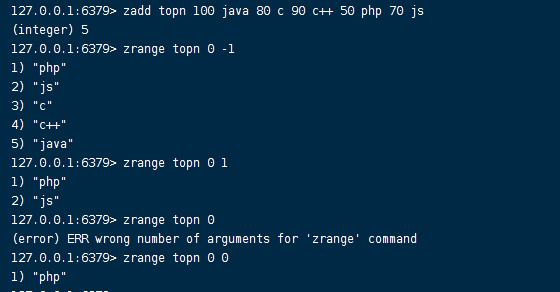 127.0.0.1:6379> zadd topn 100 java 80 c 90 c++ 50 php 70 js
(integer) 5
127.0.0.1:6379> zrange topn 0 -1
1) "php"
2) "js"
3) "c"
4) "c++"
5) "java"
127.0.0.1:6379> zrange topn 0 1
1) "php"
2) "js"
127.0.0.1:6379> zrange topn 0
(error) ERR wrong number of arguments for 'zrange' command
127.0.0.1:6379> zrange topn 0 0
1) "php"